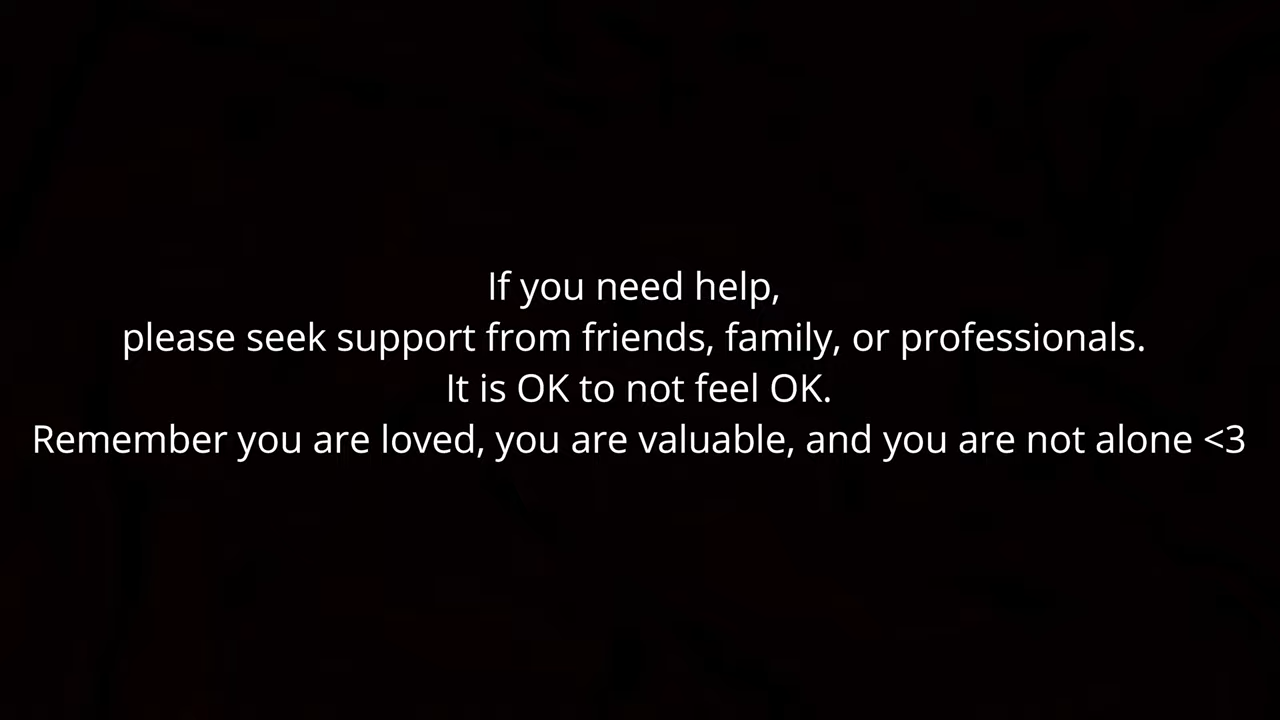 If you need help,
please seek support from friends, family, or professionals.
It is OK to not feel OK.
Remember you are loved, you are valuable, and you are not alone <3